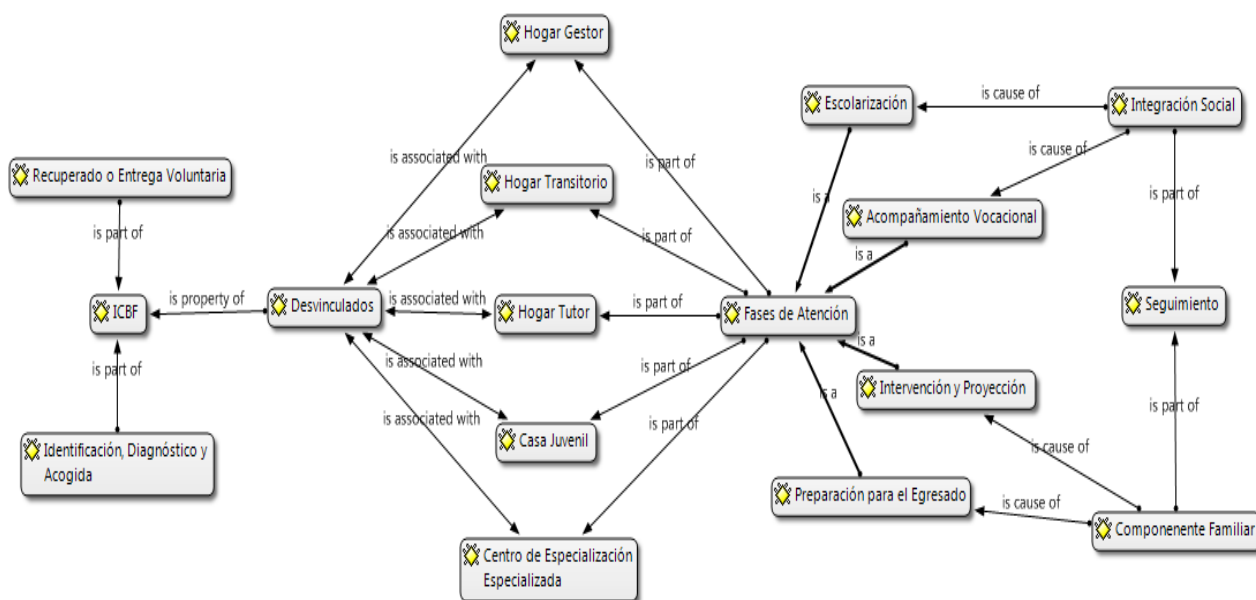 Hogar Gestor
Escolarización
is cause of
Integración Social
is associated with
is part of
is cause of
Recuperado o Entrega Voluntaria
Hogar Transitorio
is a
is part of
Acompañamiento Vocacional
is part of
is associated with
is part of
is a
ICBF
is property of
Desvinculados
is associated with
Hogar Tutor
is part of
Fases de Atención
Seguimiento
is part of
is associated with
is part of
is a
Intervención y Proyección
is a
is associated with
is part of
is part of
Identificación, Diagnóstico y
Acogida
Casa Juvenil
is cause of
Preparación para el Egresado
is cause of
Componenente Familiar
Centro de Especialización
Especializada